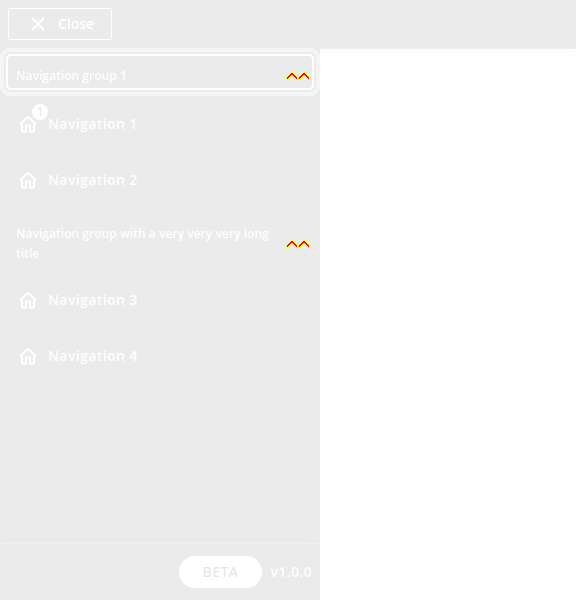 Close
Navigation group 1
1
Navigation 1
Navigation 2
Navigation group with a very very very long
title
Navigation 3
Navigation 4
BETA v1.0.0